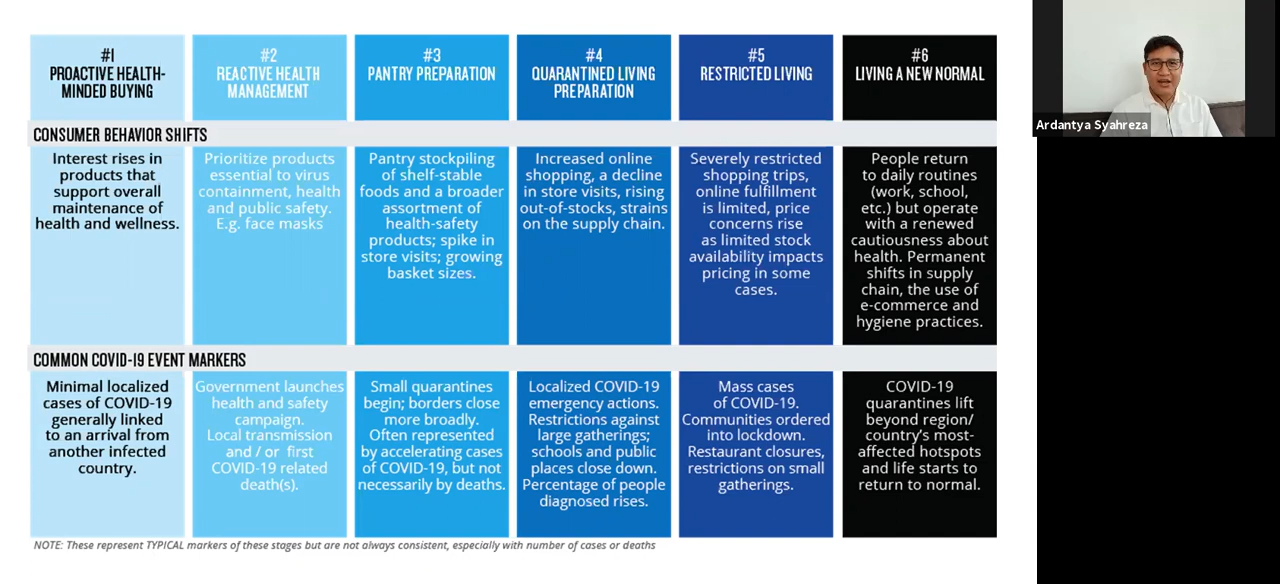 #1
PROACTIVE HEALTH-
MINDED BUYING
#2
REACTIVE HEALTH
MANAGEMENT
#3
PANTRY PREPARATION
#4
QUARANTINED LIVING
PREPARATION
#5
RESTRICTED LIVING
#6
LIVING A NEW NORMAL
CONSUMER BEHAVIOR SHIFTS
Interest rises in
products that
support overall
maintenance of
health and wellness.
Prioritize products
essential to virus
containment, health
and public safety.
E.g. face masks
Pantry stockpiling
of shelf-stable
foods and a broader
assortment of
health-safety
products; spike in
store visits; growing
basket sizes.
Increased online
shopping, a decline
in store visits, rising
out-of-stocks, strains
on the supply chain.
Severely restricted
shopping trips,
online fulfillment
is limited, price
concerns rise
as limited stock
availability impacts
pricing in some
cases.
People return
to daily routines
(work, school,
etc.) but operate
with a renewed
cautiousness about
health. Permanent
shifts in supply
chain, the use of
e-commerce and
hygiene practices.
COMMON COVID-19 EVENT MARKERS
Minimal localized
cases of COVID-19
generally linked
to an arrival from
another infected
country.
Government launches
health and safety
campaign.
Local transmission
and / or first
COVID-19 related
death(s).
Small quarantines
begin; borders close
more broadly.
Often represented
by accelerating cases
of COVID-19, but not
necessarily by deaths.
Localized COVID-19
emergency actions.
Restrictions against
large gatherings;
schools and public
places close down.
Percentage of people
diagnosed rises.
Mass cases
of COVID-19.
Communities ordered
into lockdown.
Restaurant closures,
restrictions on small
gatherings.
COVID-19
quarantines lift
beyond region/
country's most-
affected hotspots
and life starts to
return to normal.
NOTE: These represent TYPICAL markers of these stages but are not always consistent, especially with number of cases or deaths
Ardantya Syahreza